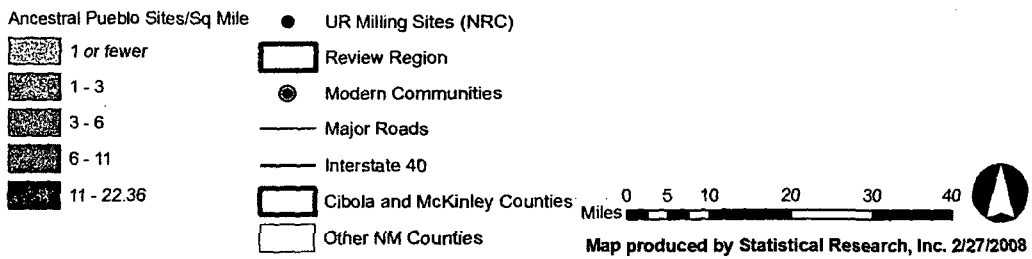 Ancestral Pueblo Sites/Sq Mile
1 or fewer
1 - 3
3 - 6
6 - 11
11 - 22.36
UR Milling Sites (NRC)
Review Region
Modern Communities
Major Roads
Interstate 40
Cibola and McKinley Counties
Other NM Counties
0 5 10 20 30 40
Miles
Map produced by Statistical Research, Inc. 2/27/2008